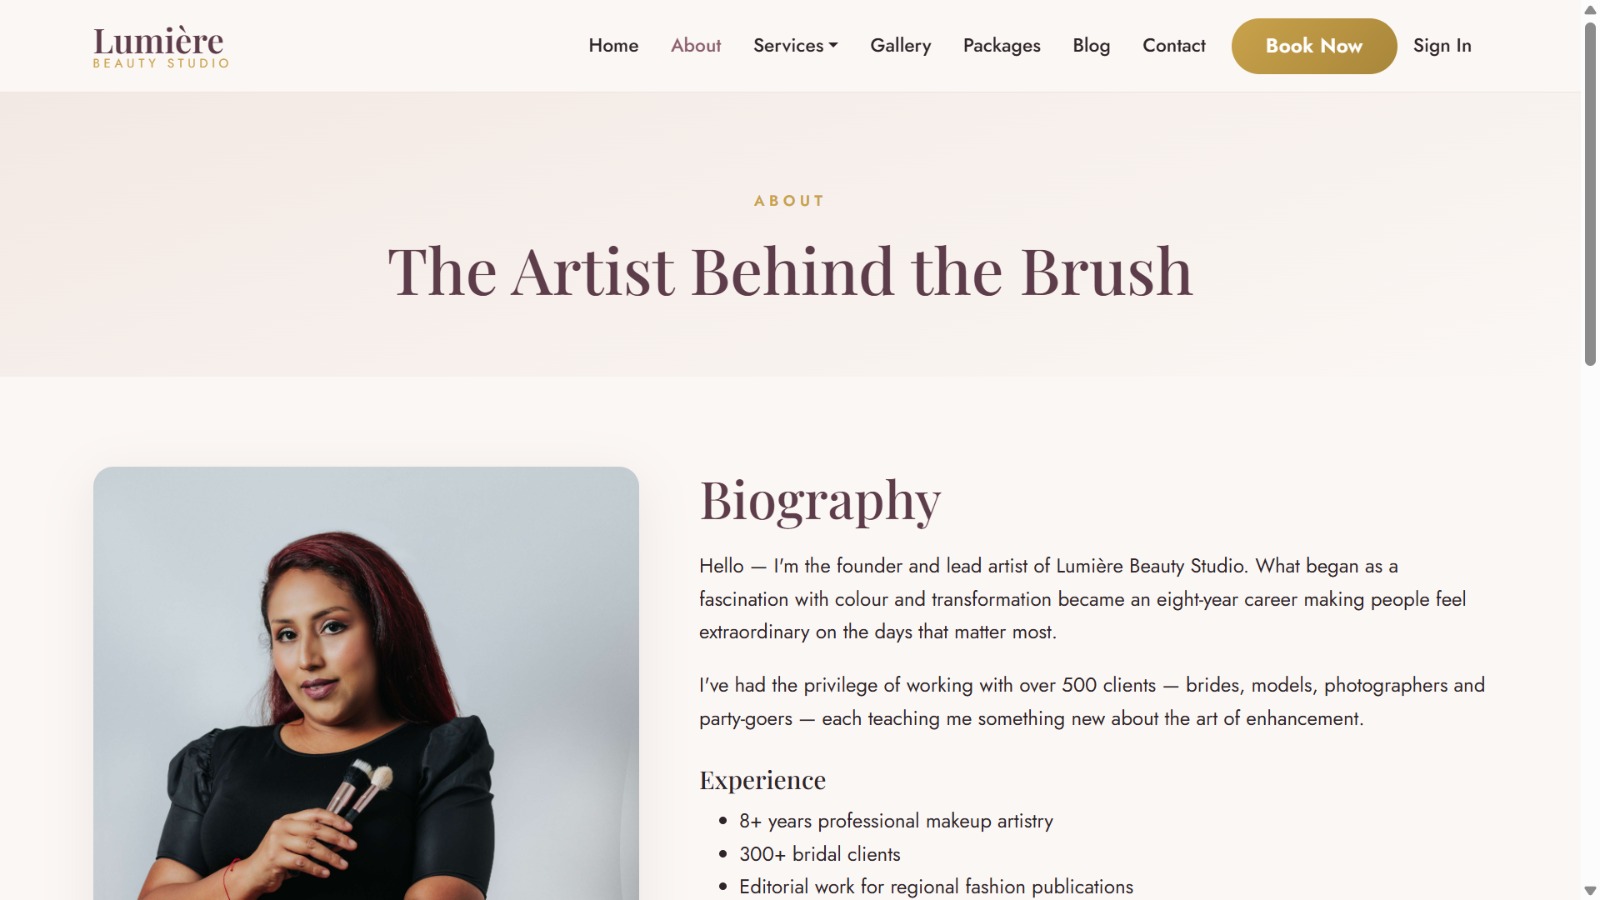 Lumière
BEAUTY STUDIO
Home
About
Services
Gallery
Packages
Blog
Contact
Book Now
Sign In
ABOUT
The Artist Behind the Brush
Biography
Hello — I'm the founder and lead artist of Lumière Beauty Studio. What began as a
fascination with colour and transformation became an eight-year career making people feel
extraordinary on the days that matter most.
I've had the privilege of working with over 500 clients — brides, models, photographers and
party-goers — each teaching me something new about the art of enhancement.
Experience
8+ years professional makeup artistry
300+ bridal clients
Editorial work for regional fashion publications